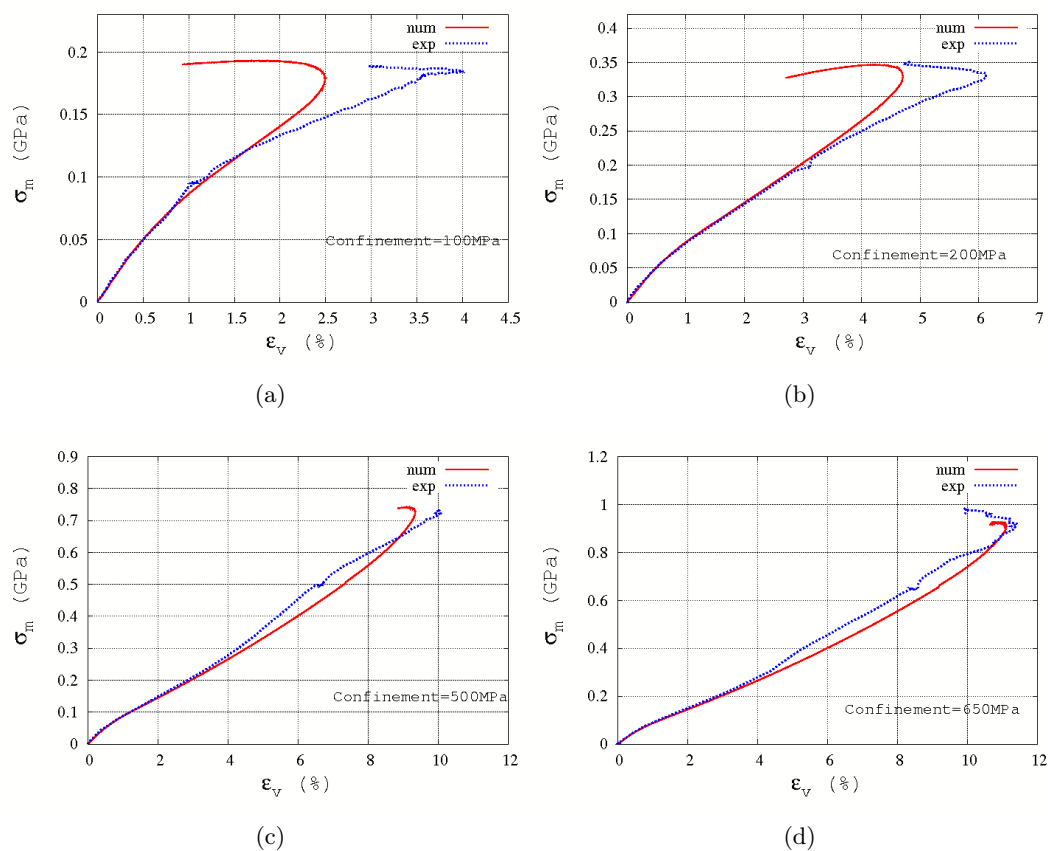 num
exp
0.2
0.15
0.1
0.05
0
σm (GPa)
Confinement=100MPa
0 0.5 1 1.5 2 2.5 3 3.5 4 4.5
εv (%)
(a)
num
exp
0.4
0.35
0.3
0.25
0.2
0.15
0.1
0.05
0
σm (GPa)
Confinement=200MPa
0 1 2 3 4 5 6 7
εv (%)
(b)
num
exp
0.9
0.8
0.7
0.6
0.5
0.4
0.3
0.2
0.1
0
σm (GPa)
Confinement=500MPa
0 2 4 6 8 10 12
εv (%)
(c)
num
exp
1.2
1
0.8
0.6
0.4
0.2
0
σm (GPa)
Confinement=650MPa
0 2 4 6 8 10 12
εv (%)
(d)